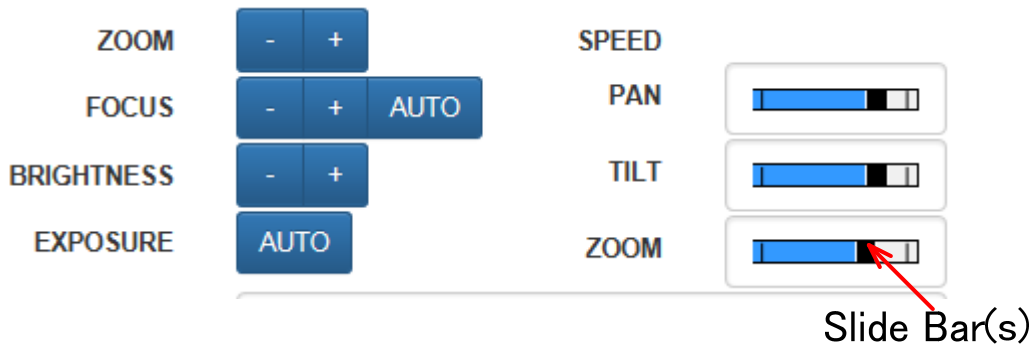 ZOOM - + SPEED
FOCUS - + AUTO PAN
BRIGHTNESS - + TILT
EXPOSURE AUTO ZOOM
Slide Bar(s)